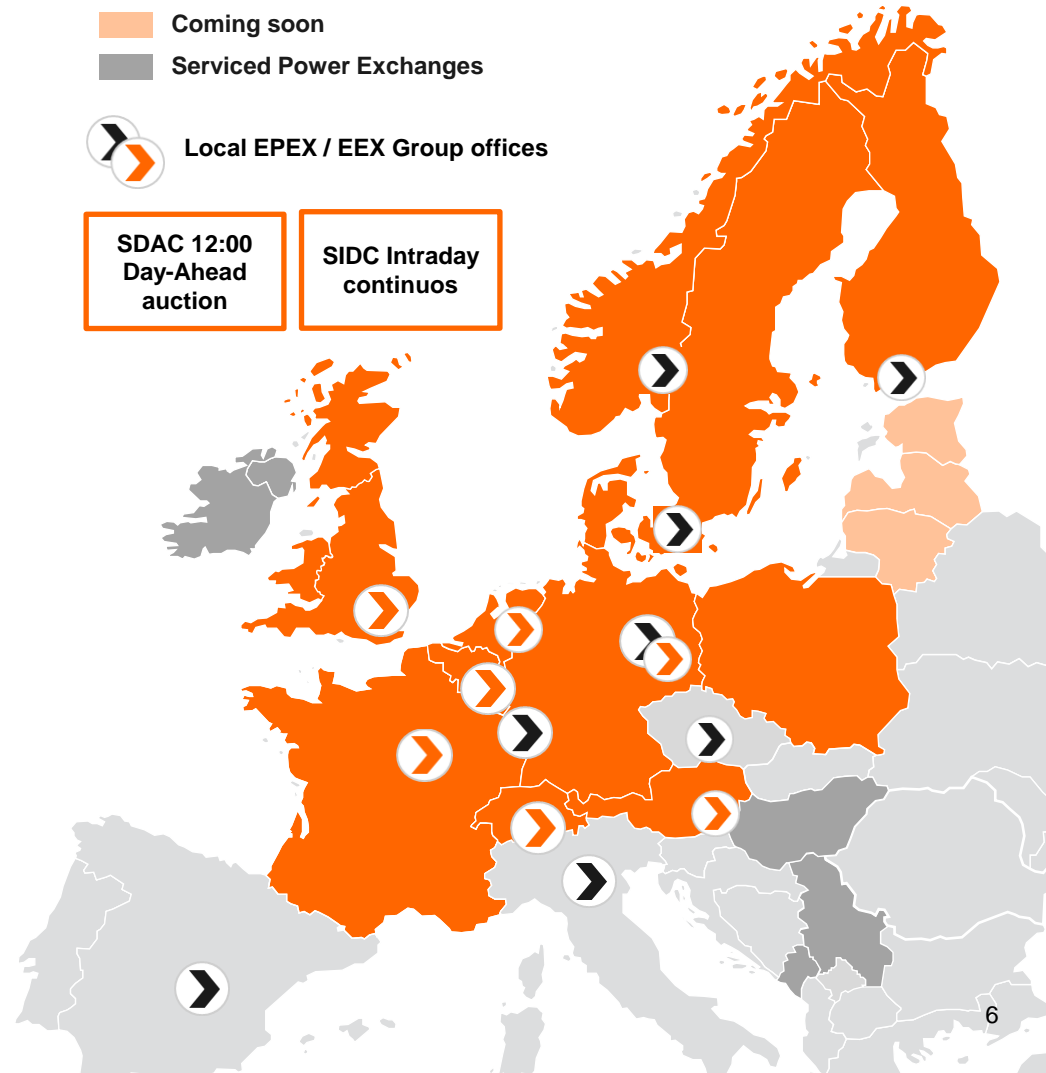 Coming soon
Serviced Power Exchanges
Local EPEX / EEX Group offices
SDAC 12:00
Day-Ahead
auction
SIDC Intraday
continuos
6